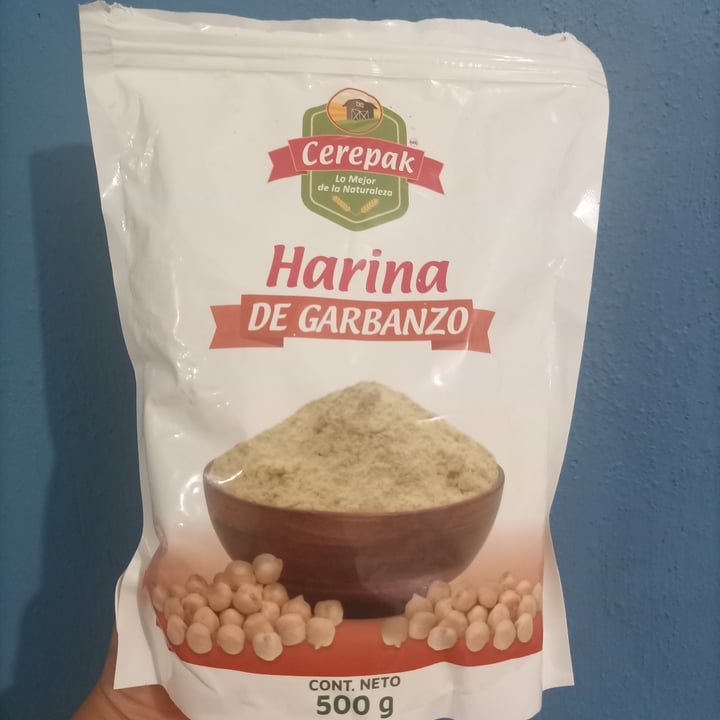 Cerepak
Lo Mejor
de la Naturaleza
Harina
DE GARBANZO
CONT. NETO
500 g